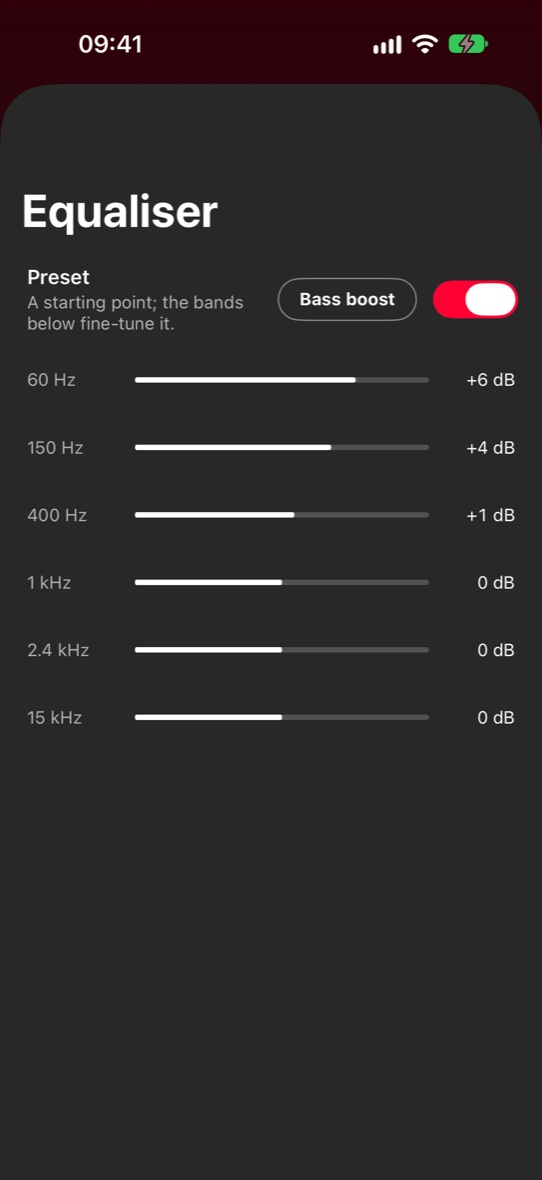 09:41
Equaliser
Preset
A starting point; the bands
below fine-tune it.
Bass boost
60 Hz +6 dB
150 Hz +4 dB
400 Hz +1 dB
1 kHz 0 dB
2.4 kHz 0 dB
15 kHz 0 dB